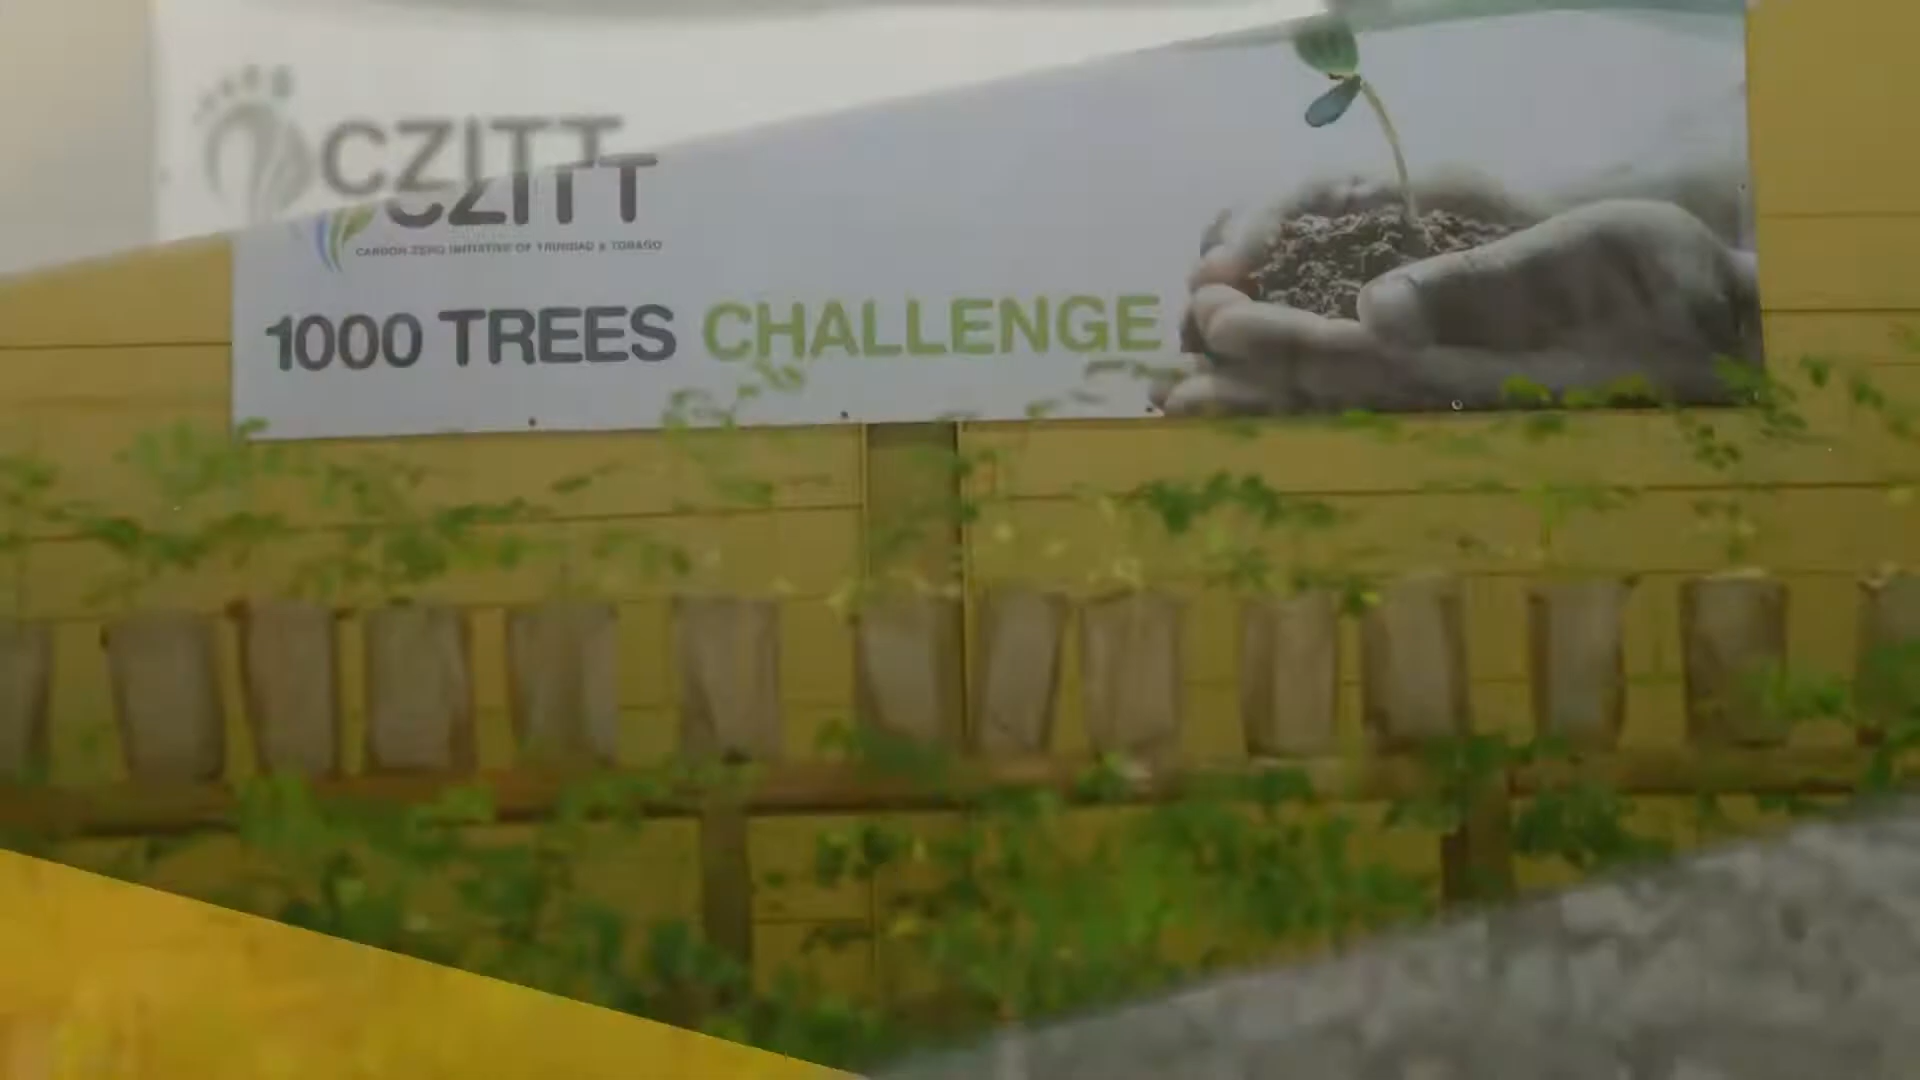 CZITT
CZITT
CARBON ZERO INITIATIVE OF TRINIDAD & TOBAGO
1000 TREES CHALLENGE